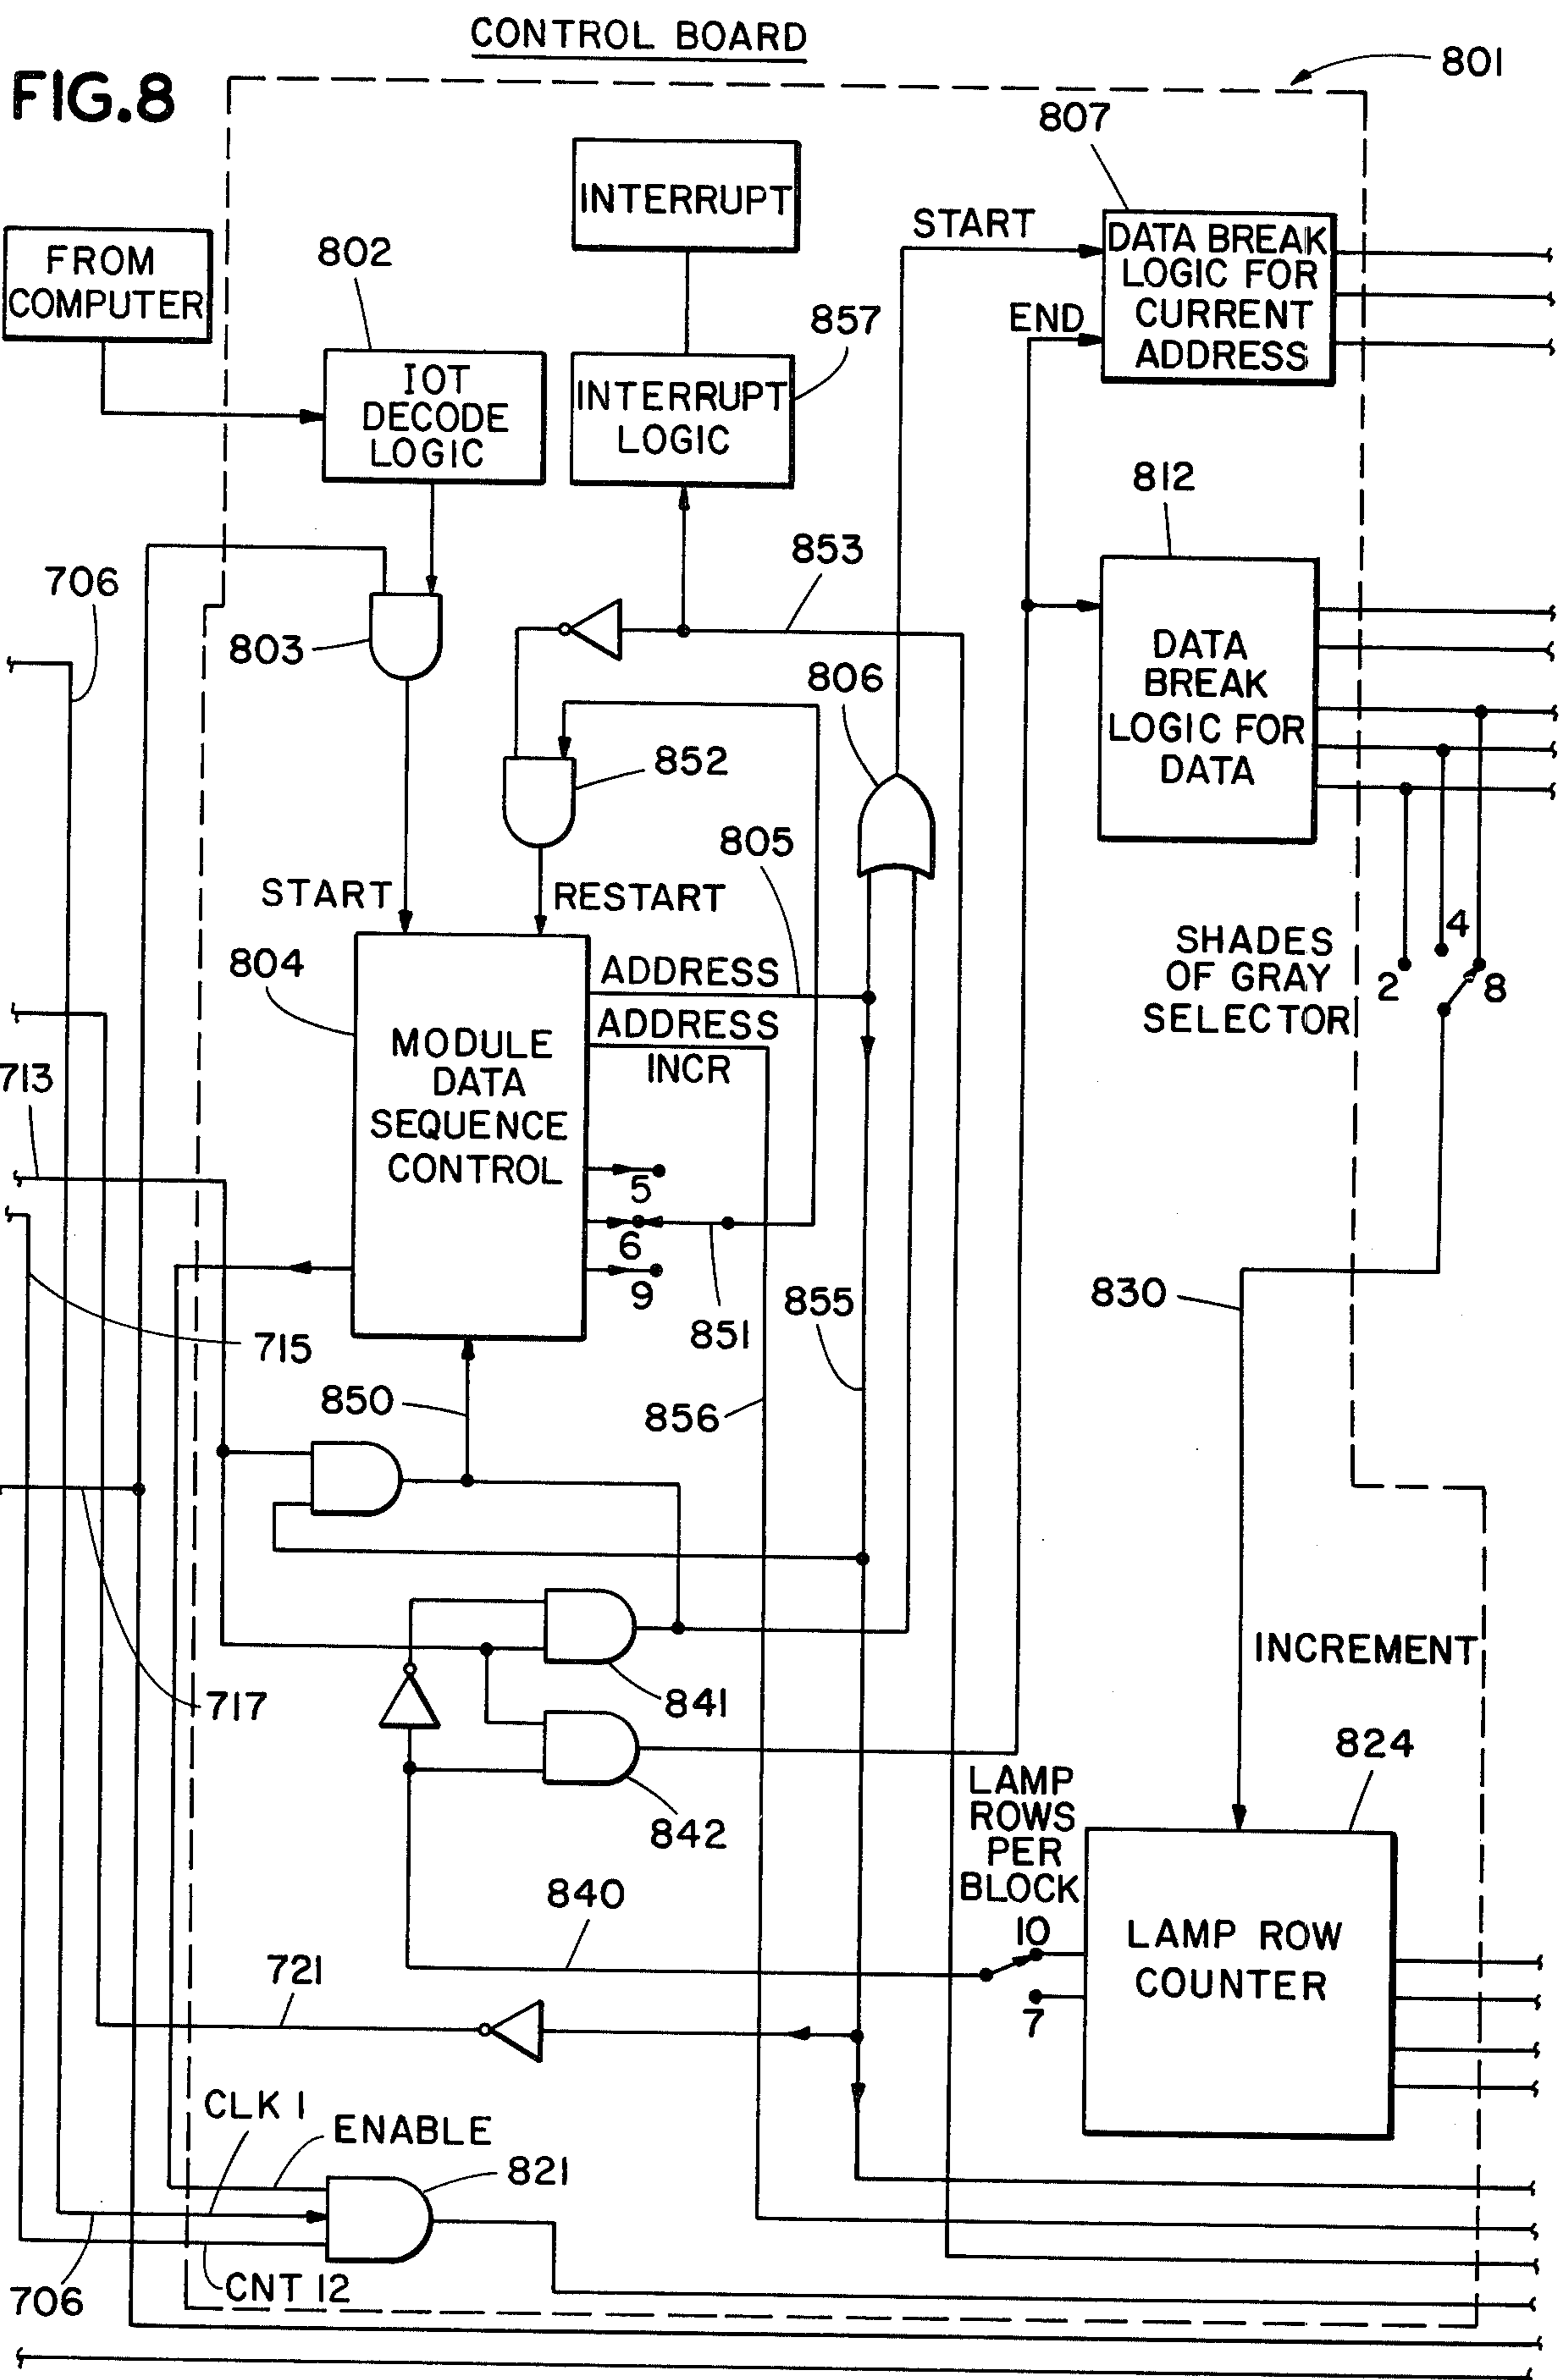 CONTROL BOARD
FIG.8
801
807
INTERRUPT
START
DATA BREAK
LOGIC FOR
CURRENT
ADDRESS
FROM
COMPUTER
802
857
END
IOT
DECODE
LOGIC
INTERRUPT
LOGIC
812
853
706
803
DATA
BREAK
LOGIC FOR
DATA
806
852
805
START
RESTART
804
ADDRESS
SHADES
OF GRAY
SELECTOR
2
4
8
ADDRESS
INCR
MODULE
DATA
SEQUENCE
CONTROL
713
5
6
9
851
855
830
715
850
856
INCREMENT
717
841
824
842
LAMP
ROWS
PER
BLOCK
10
7
LAMP ROW
COUNTER
840
721
CLK 1
ENABLE
821
706
CNT 12